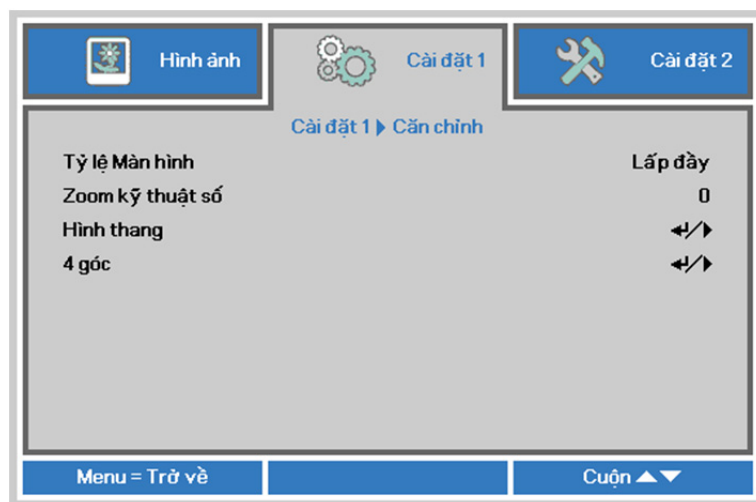 Hình ảnh
Cài đặt 1
Cài đặt 2
Cài đặt 1 ▶ Căn chỉnh
Tỷ lệ Màn hình Lấp đầy
Zoom kỹ thuật số 0
Hình thang ↵/▶
4 góc ↵/▶
Menu = Trở về
Cuộn ▲▼